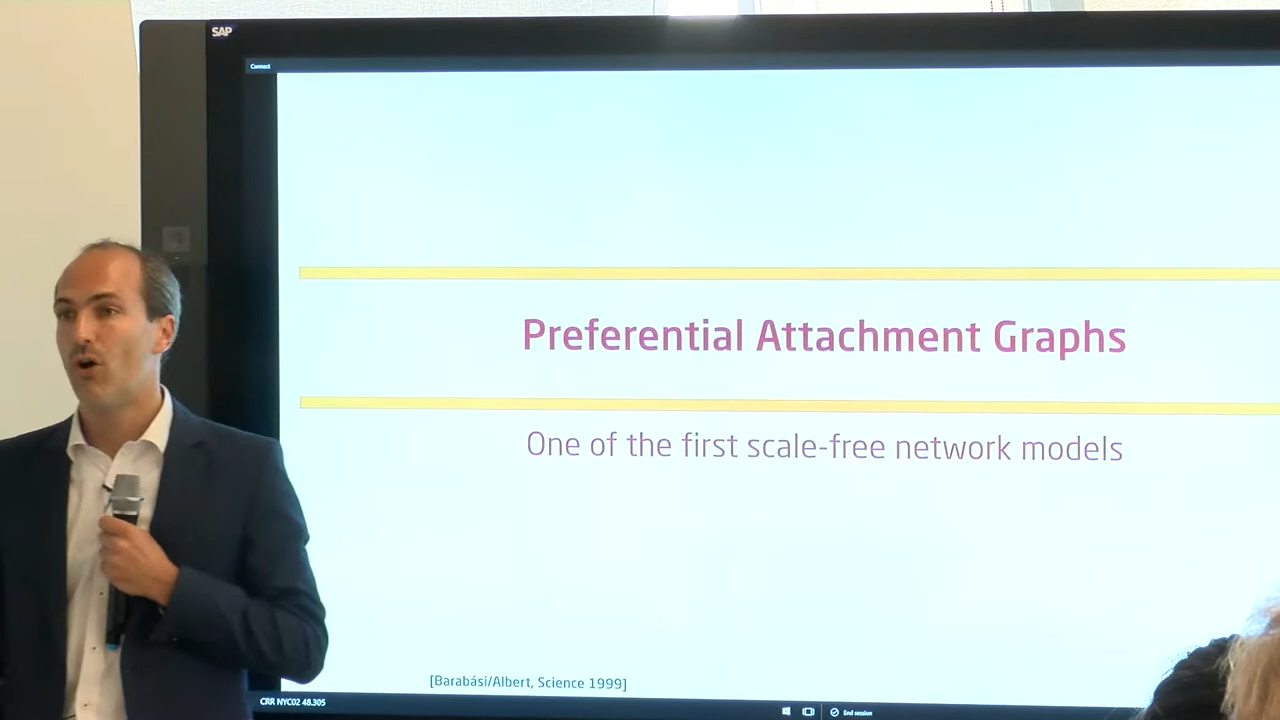 SAP
Connect
Preferential Attachment Graphs
One of the first scale-free network models
[Barabási/Albert, Science 1999]
CRR NYC02 48.305
End session